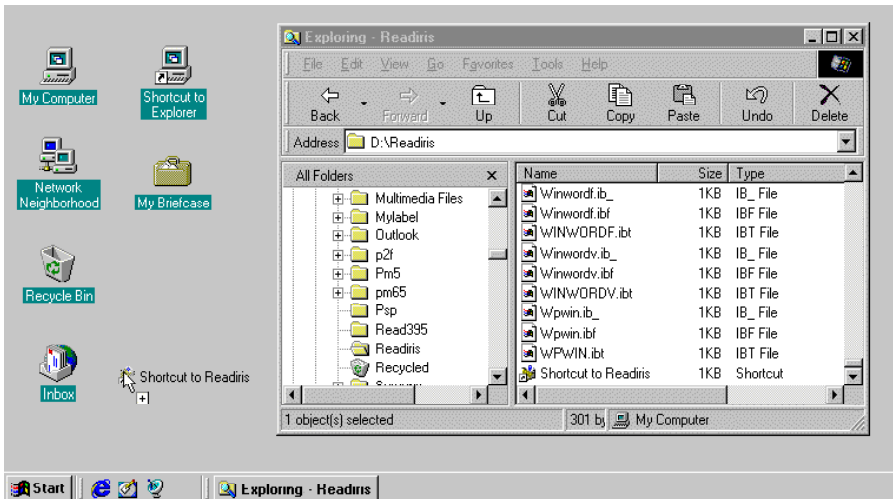 My Computer
Shortcut to
Explorer
Network
Neighborhood
My Briefcase
Recycle Bin
Inbox
Shortcut to Readiris
Exploring - Readiris
File Edit View Go Favorites Tools Help
Back Forward Up Cut Copy Paste Undo Delete
Address D:\Readiris
All Folders
Multimedia Files
Mylabel
Outlook
p2f
Pm5
pm65
Psp
Read395
Readiris
Recycled
Name Size Type
Winwordf.ib_ 1KB IB_ File
Winwordf.ibf 1KB IBF File
WINWORDF.ibt 1KB IBT File
Winwordv.ib_ 1KB IB_ File
Winwordv.ibf 1KB IBF File
WINWORDV.ibt 1KB IBT File
Wpwin.ib_ 1KB IB_ File
Wpwin.ibf 1KB IBF File
WPWIN.ibt 1KB IBT File
Shortcut to Readiris 1KB Shortcut
1 object(s) selected 301 by My Computer
Start Exploring - Readiris